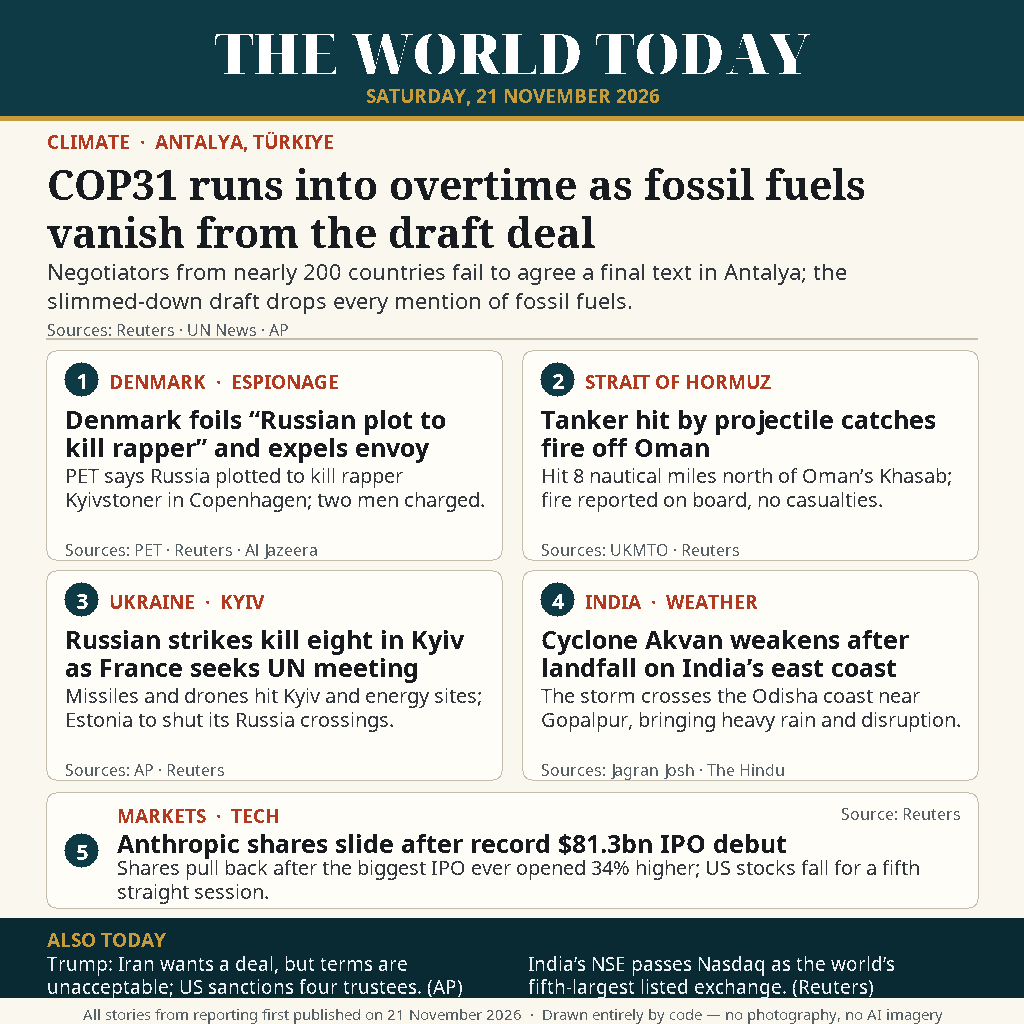 THE WORLD TODAY
SATURDAY, 21 NOVEMBER 2026
CLIMATE · ANTALYA, TÜRKIYE
COP31 runs into overtime as fossil fuels
vanish from the draft deal
Negotiators from nearly 200 countries fail to agree a final text in Antalya; the
slimmed-down draft drops every mention of fossil fuels.
Sources: Reuters · UN News · AP
1 DENMARK · ESPIONAGE
Denmark foils “Russian plot to
kill rapper” and expels envoy
PET says Russia plotted to kill rapper
Kyivstoner in Copenhagen; two men charged.
Sources: PET · Reuters · Al Jazeera
2 STRAIT OF HORMUZ
Tanker hit by projectile catches
fire off Oman
Hit 8 nautical miles north of Oman’s Khasab;
fire reported on board, no casualties.
Sources: UKMTO · Reuters
3 UKRAINE · KYIV
Russian strikes kill eight in Kyiv
as France seeks UN meeting
Missiles and drones hit Kyiv and energy sites;
Estonia to shut its Russia crossings.
Sources: AP · Reuters
4 INDIA · WEATHER
Cyclone Akvan weakens after
landfall on India’s east coast
The storm crosses the Odisha coast near
Gopalpur, bringing heavy rain and disruption.
Sources: Jagran Josh · The Hindu
MARKETS · TECH
Source: Reuters
5 Anthropic shares slide after record $81.3bn IPO debut
Shares pull back after the biggest IPO ever opened 34% higher; US stocks fall for a fifth
straight session.
ALSO TODAY
Trump: Iran wants a deal, but terms are
unacceptable; US sanctions four trustees. (AP)
India’s NSE passes Nasdaq as the world’s
fifth-largest listed exchange. (Reuters)
All stories from reporting first published on 21 November 2026 · Drawn entirely by code — no photography, no AI imagery